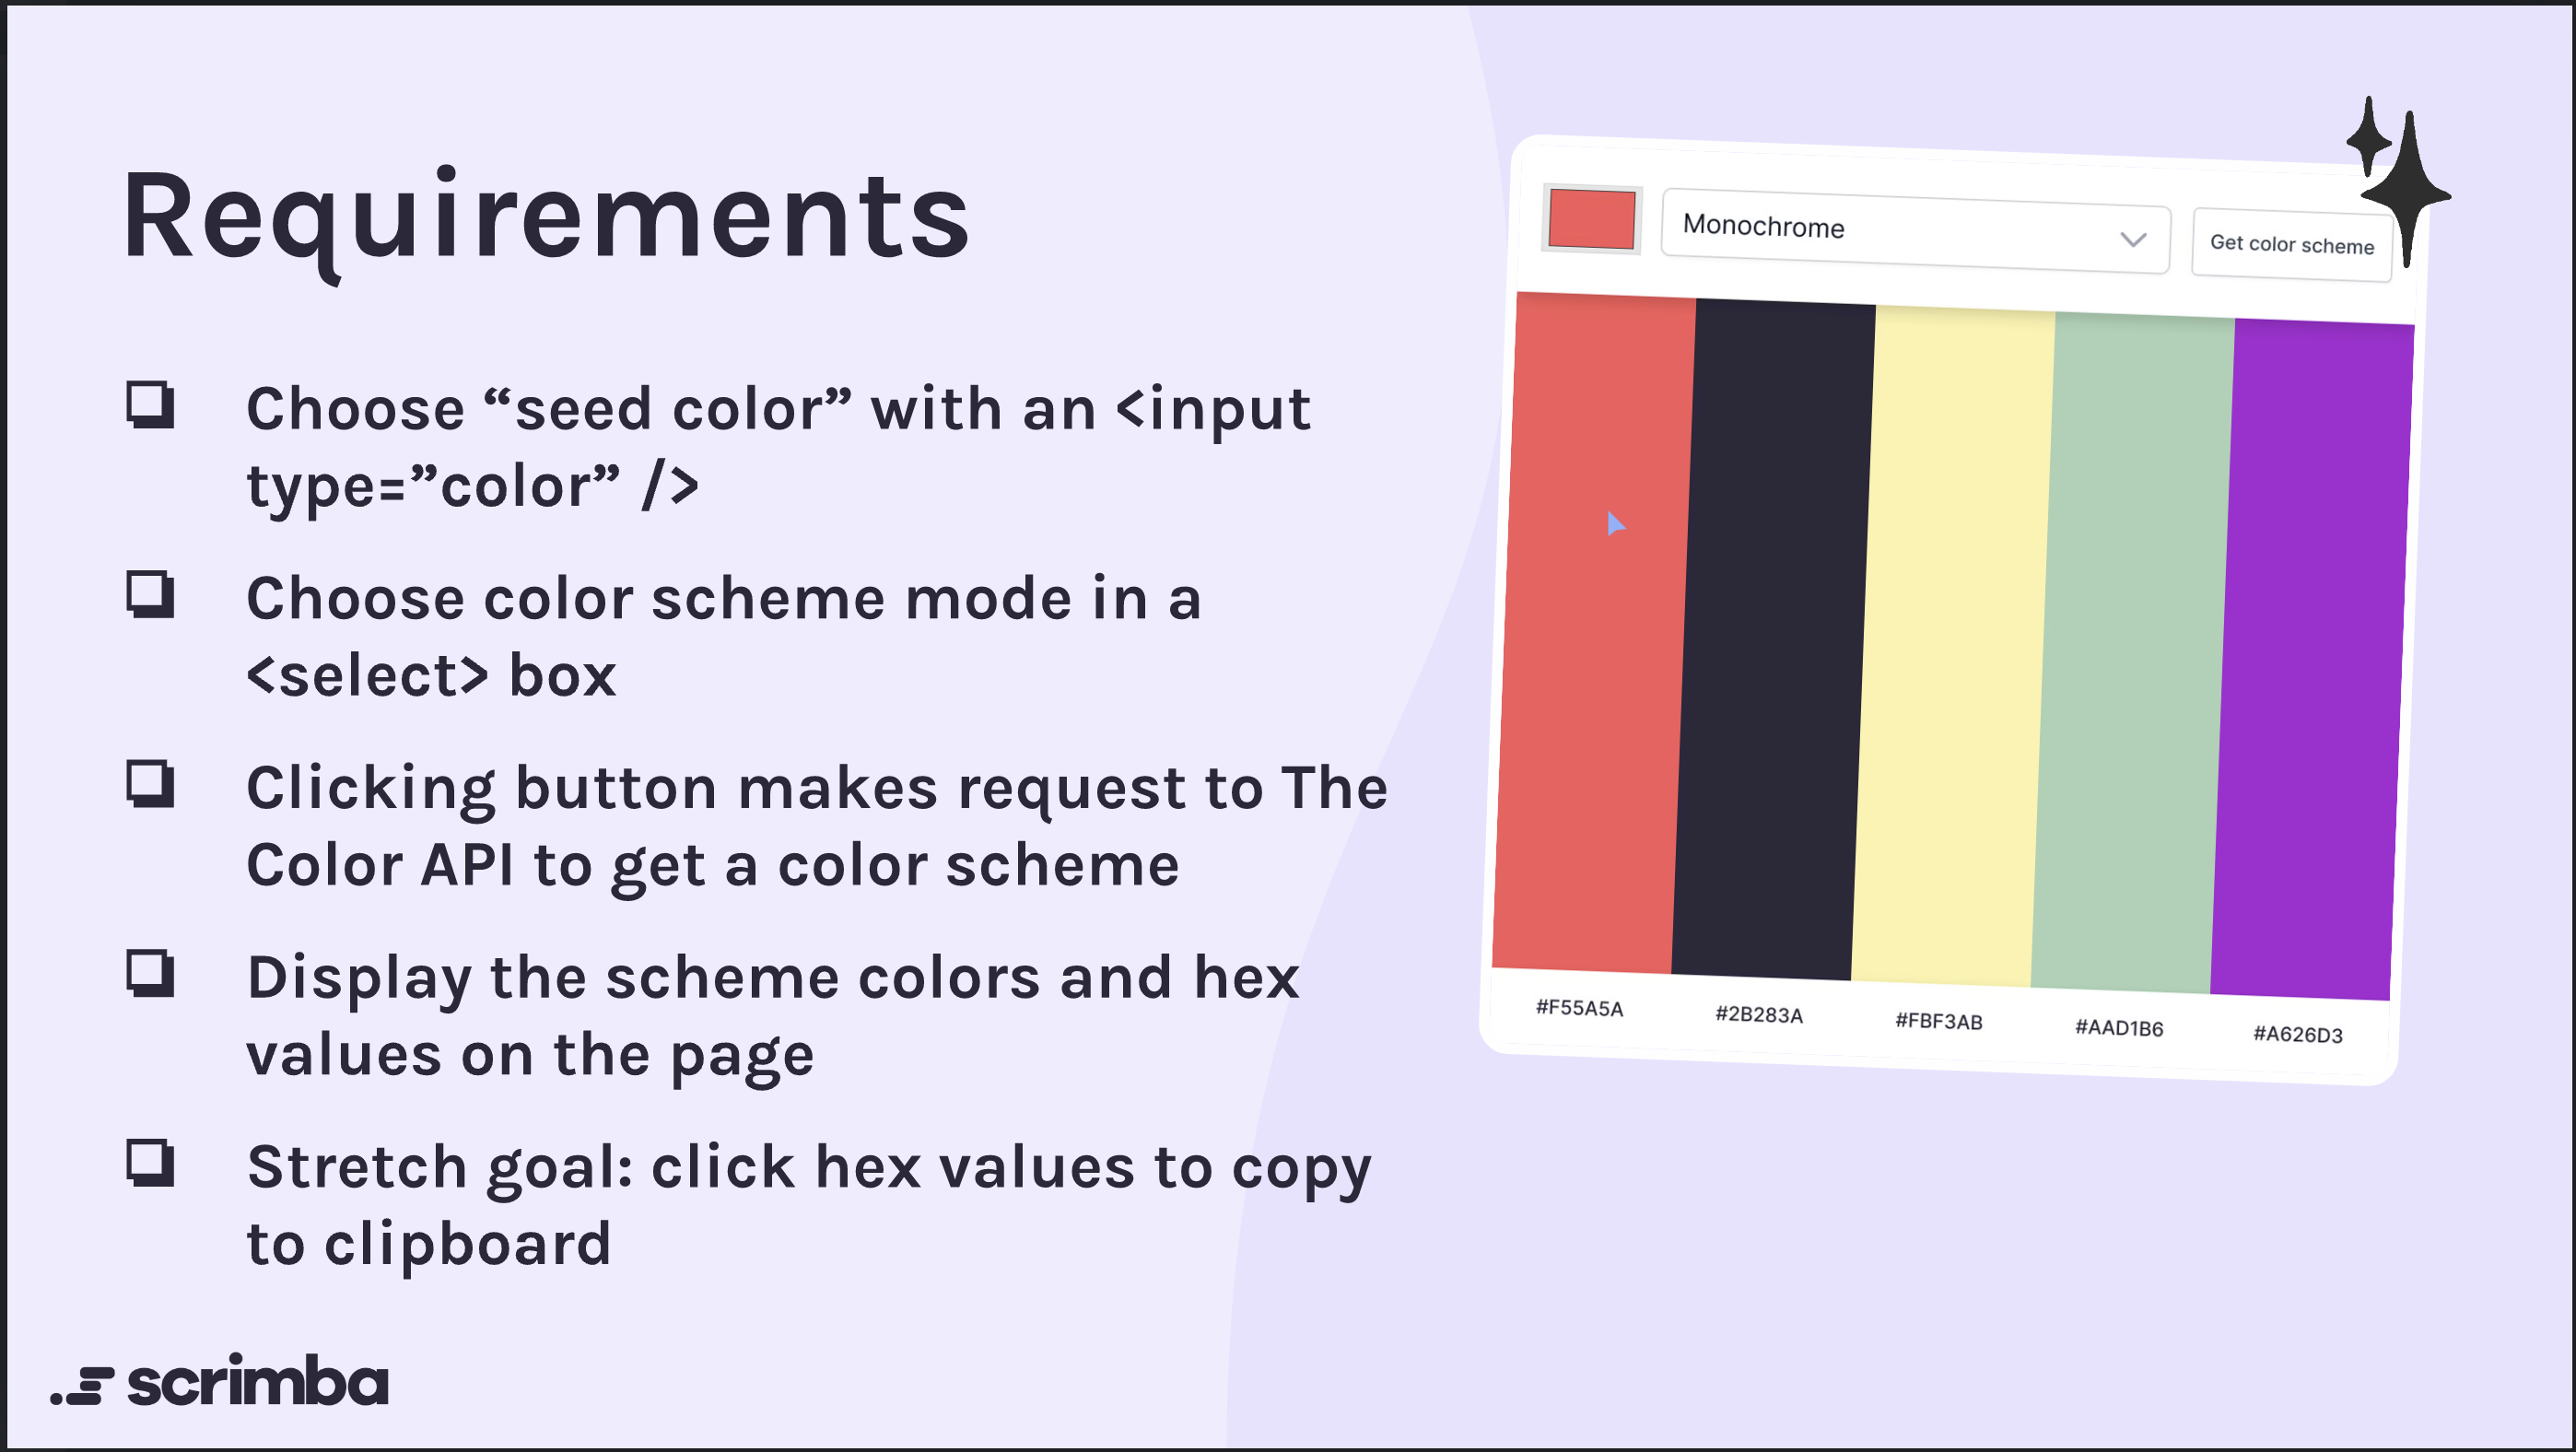 Requirements
Choose “seed color” with an <input
type=”color” />
Choose color scheme mode in a
<select> box
Clicking button makes request to The
Color API to get a color scheme
Display the scheme colors and hex
values on the page
Stretch goal: click hex values to copy
to clipboard
scrimba
Monochrome
Get color scheme
#F55A5A
#2B283A
#FBF3AB
#AAD1B6
#A626D3